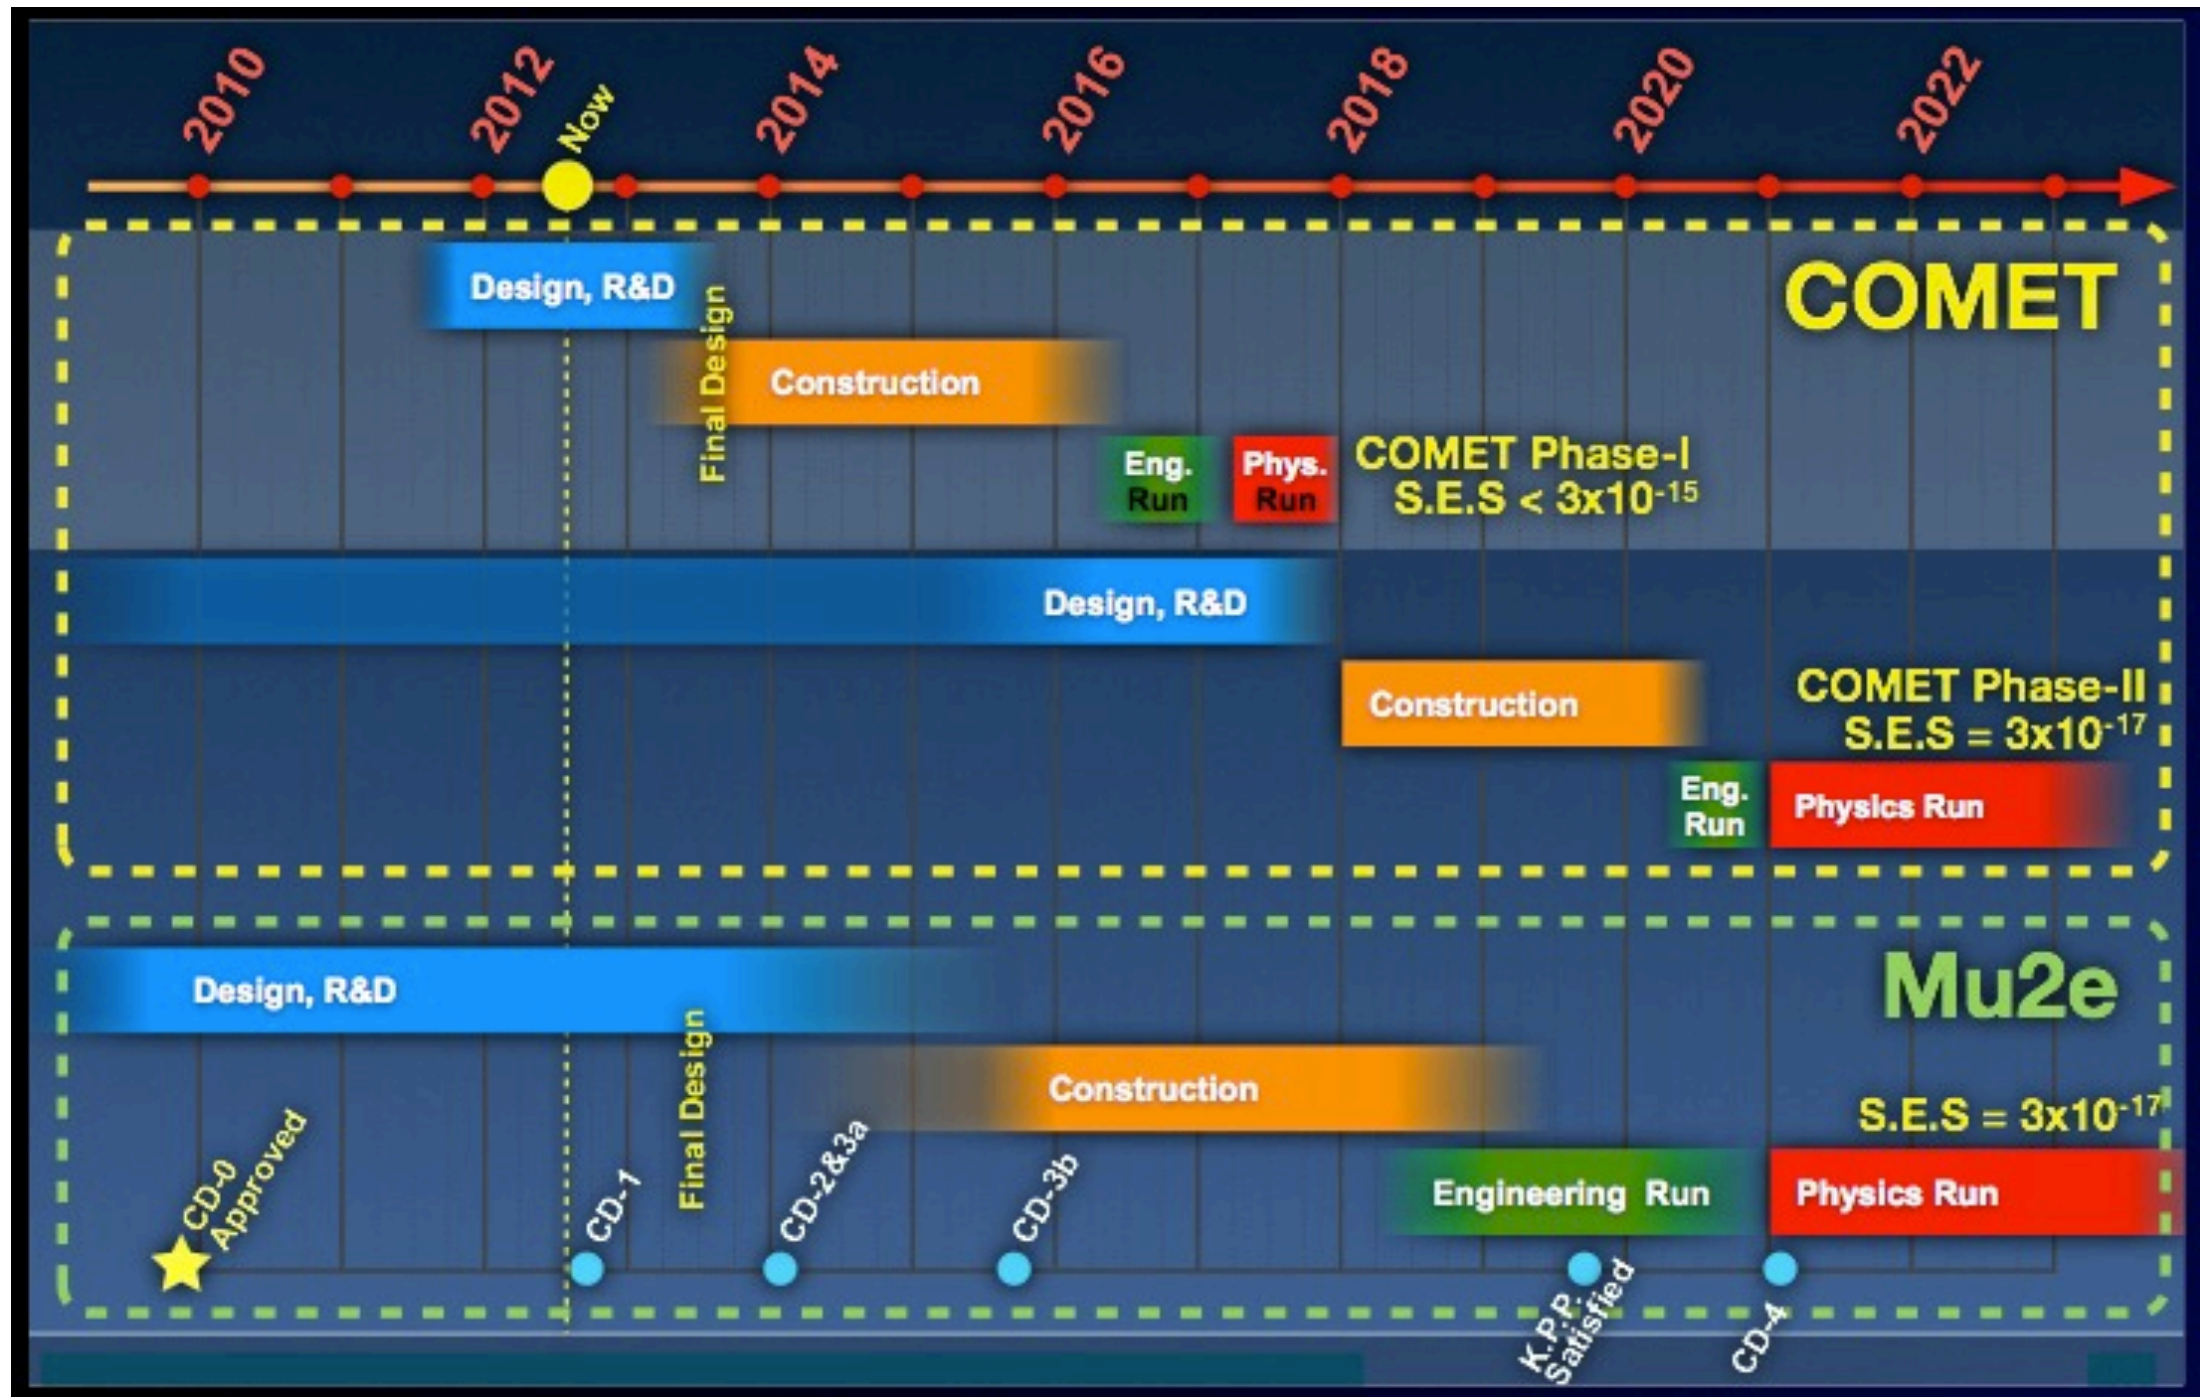 2010
2012
Now
2014
2016
2018
2020
2022
COMET
Design, R&D
Final Design
Construction
Eng.
Run
Phys.
Run
COMET Phase-I
S.E.S < 3x10⁻¹⁵
Design, R&D
Construction
COMET Phase-II
S.E.S = 3x10⁻¹⁷
Eng.
Run
Physics Run
Mu2e
Design, R&D
Final Design
Construction
S.E.S = 3x10⁻¹⁷
Engineering Run
Physics Run
CD-0
Approved
CD-1
CD-2&3a
CD-3b
K.P.P.
Satisfied
CD-4